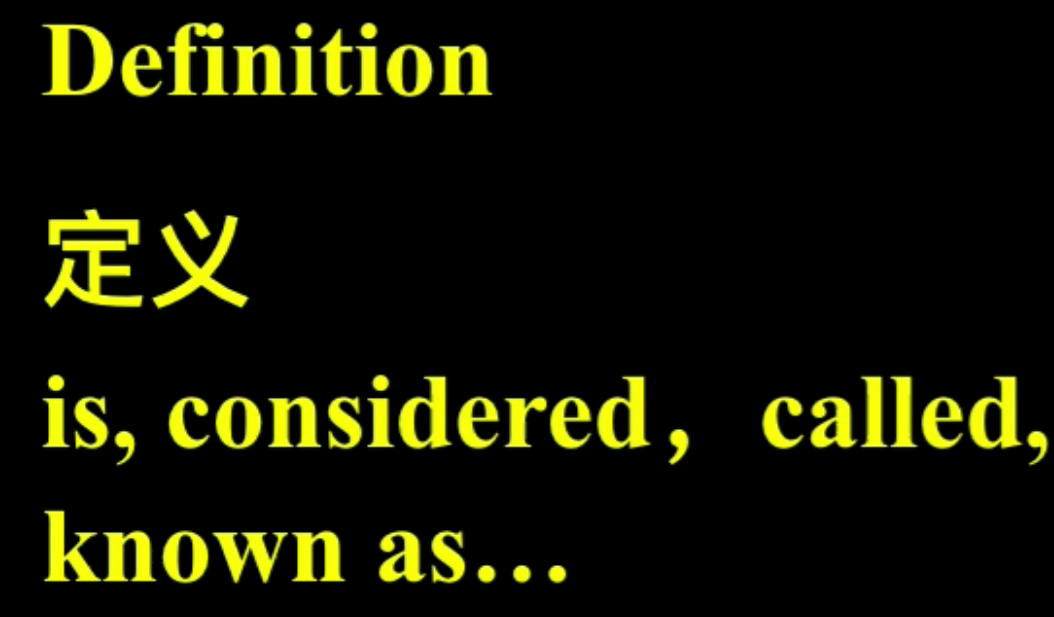 Definition
定义
is, considered，called,
known as…